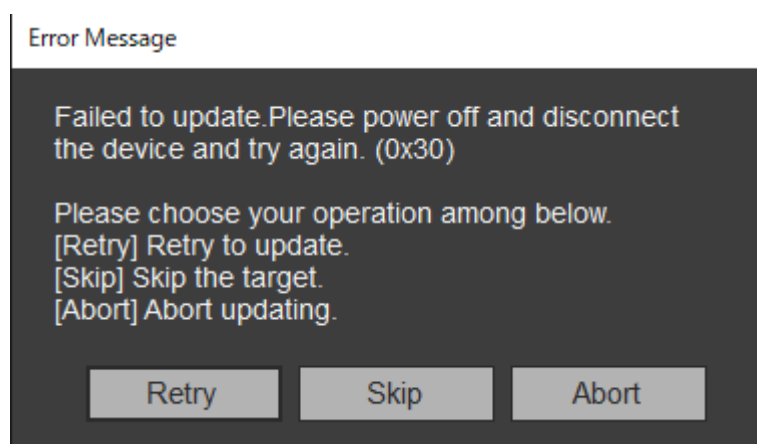 Error Message
Failed to update.Please power off and disconnect
the device and try again. (0x30)
Please choose your operation among below.
[Retry] Retry to update.
[Skip] Skip the target.
[Abort] Abort updating.
Retry Skip Abort